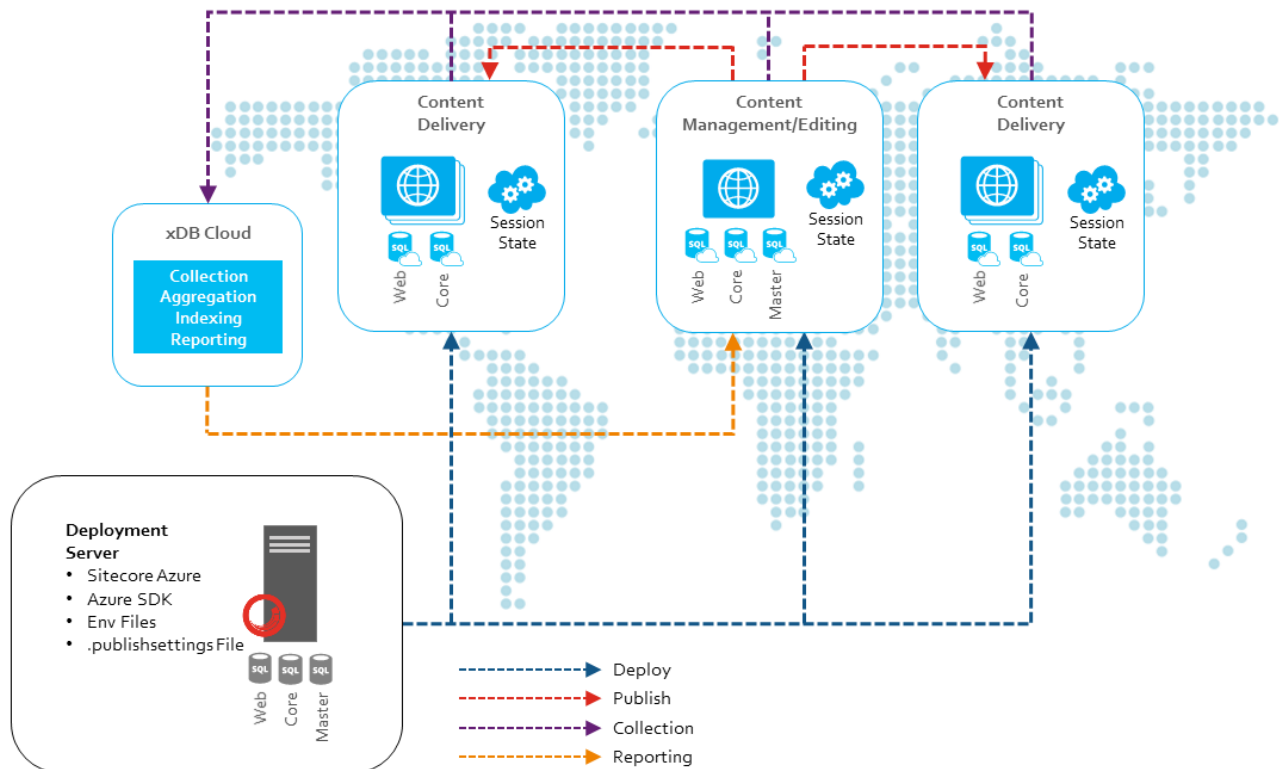 Content
Delivery
Session
State
SQL
SQL
Web
Core
Content
Management/Editing
Session
State
SQL
SQL
SQL
Web
Core
Master
Content
Delivery
Session
State
SQL
SQL
Web
Core
xDB Cloud
Collection
Aggregation
Indexing
Reporting
Deployment
Server
• Sitecore Azure
• Azure SDK
• Env Files
• .publishsettings File
SQL
SQL
SQL
Web
Core
Master
Deploy
Publish
Collection
Reporting